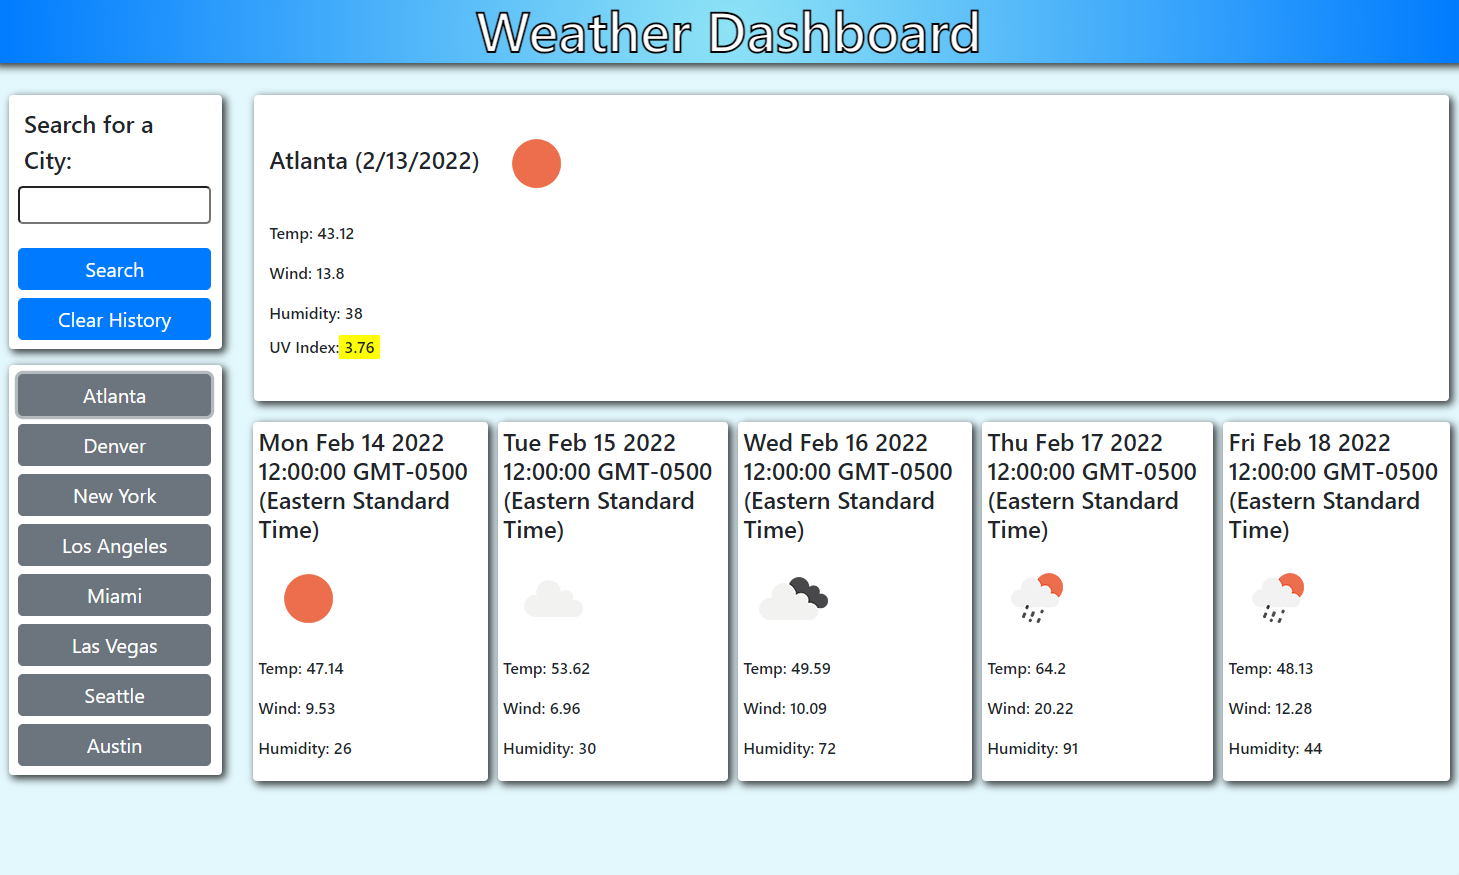 Weather Dashboard
Search for a
City:
Search
Clear History
Atlanta
Denver
New York
Los Angeles
Miami
Las Vegas
Seattle
Austin
Atlanta (2/13/2022)
Temp: 43.12
Wind: 13.8
Humidity: 38
UV Index: 3.76
Mon Feb 14 2022
12:00:00 GMT-0500
(Eastern Standard
Time)
Temp: 47.14
Wind: 9.53
Humidity: 26
Tue Feb 15 2022
12:00:00 GMT-0500
(Eastern Standard
Time)
Temp: 53.62
Wind: 6.96
Humidity: 30
Wed Feb 16 2022
12:00:00 GMT-0500
(Eastern Standard
Time)
Temp: 49.59
Wind: 10.09
Humidity: 72
Thu Feb 17 2022
12:00:00 GMT-0500
(Eastern Standard
Time)
Temp: 64.2
Wind: 20.22
Humidity: 91
Fri Feb 18 2022
12:00:00 GMT-0500
(Eastern Standard
Time)
Temp: 48.13
Wind: 12.28
Humidity: 44